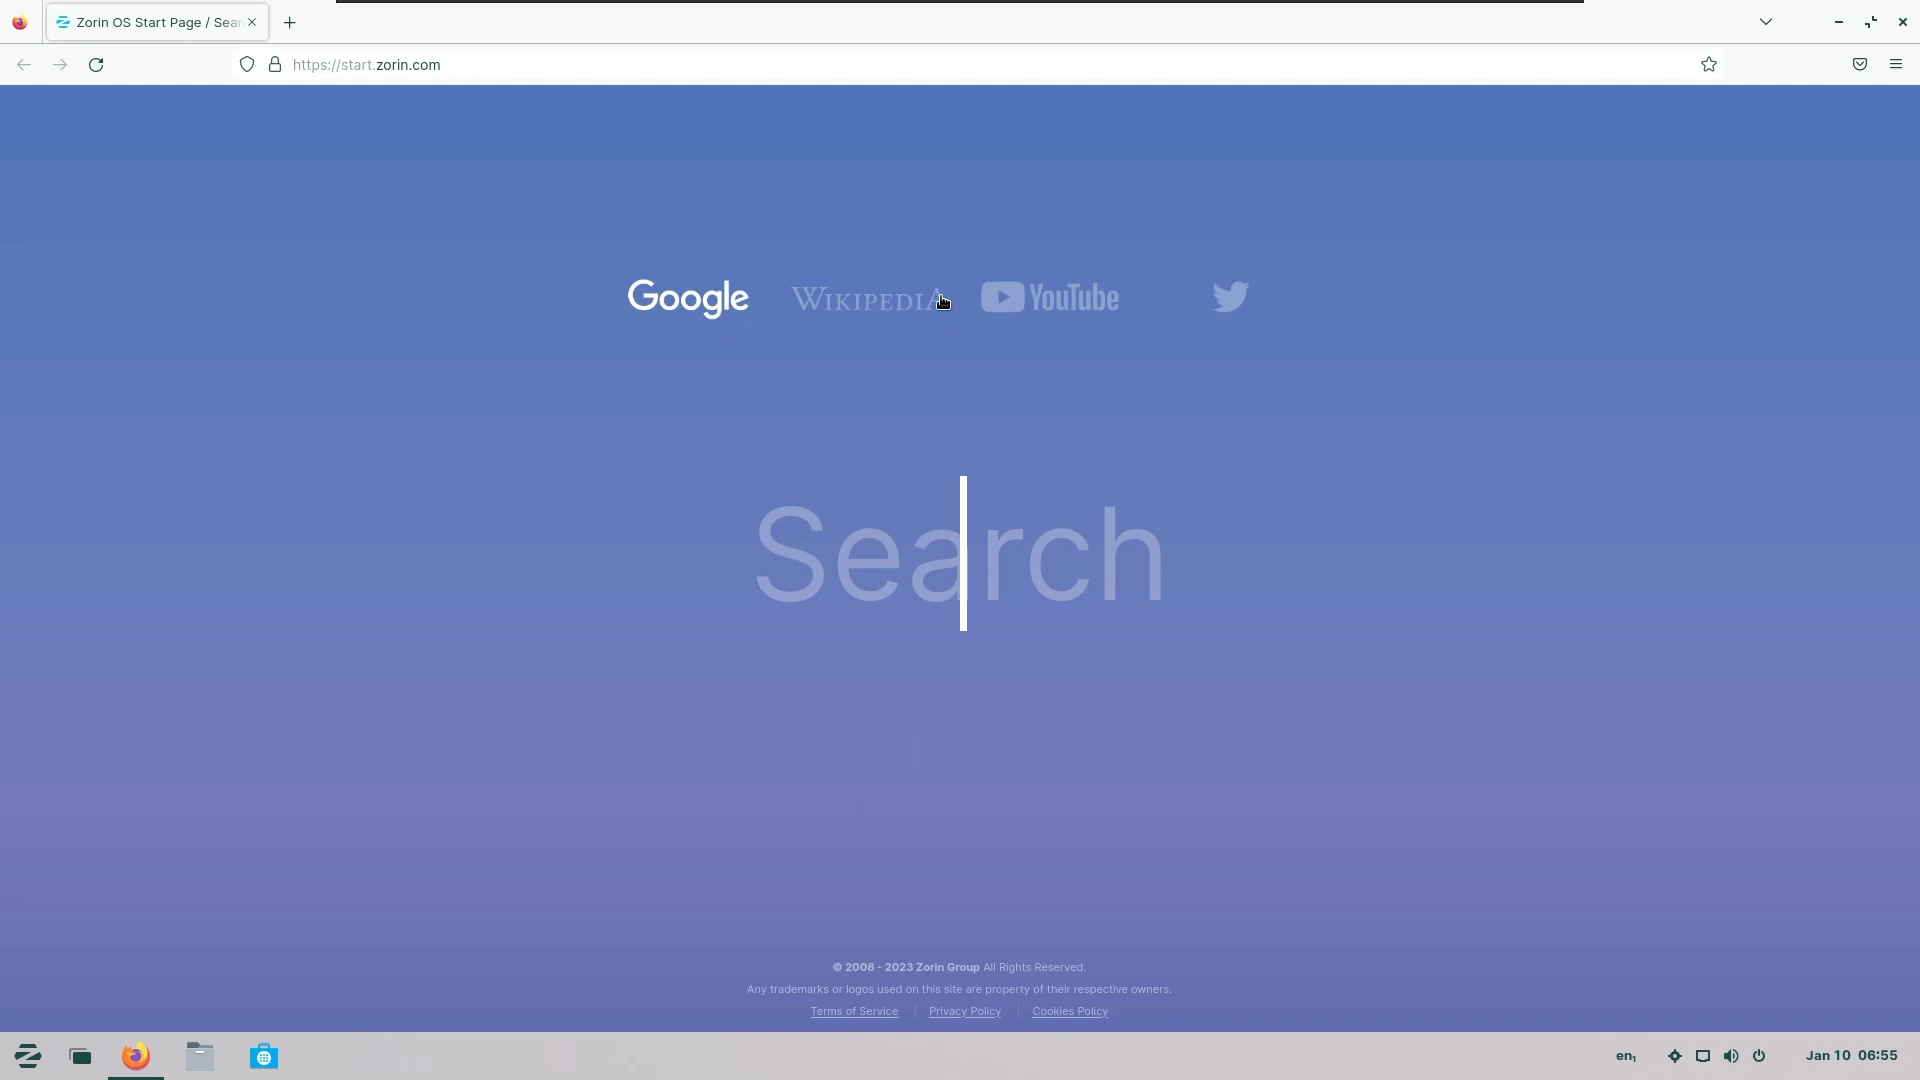 Zorin OS Start Page / Sear
https://start.zorin.com
Google
WIKIPEDIA
YouTube
Search
© 2008 - 2023 Zorin Group All Rights Reserved.
Any trademarks or logos used on this site are property of their respective owners.
Terms of Service
Privacy Policy
Cookies Policy
en₁
Jan 10 06:55